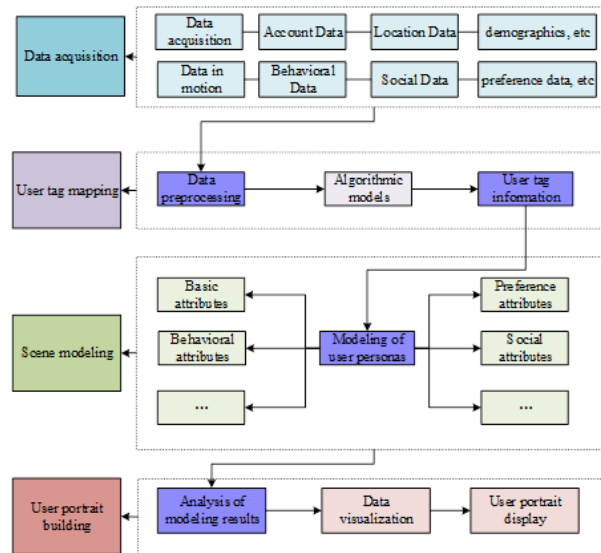 Data acquisition
Data
acquisition
Account Data
Location Data
demographics, etc
Data in
motion
Behavioral
Data
Social Data
preference data, etc
User tag mapping
Data
preprocessing
Algorithmic
models
User tag
information
Scene modeling
Basic
attributes
Behavioral
attributes
...
Modeling of
user personas
Preference
attributes
Social
attributes
...
User portrait
building
Analysis of
modeling results
Data
visualization
User portrait
display